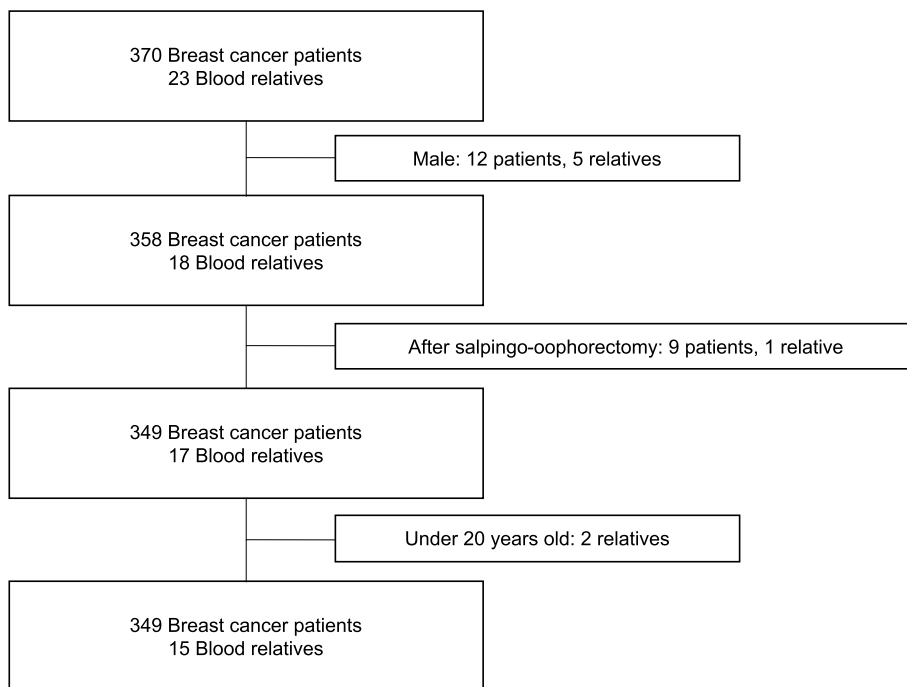 370 Breast cancer patients
23 Blood relatives
Male: 12 patients, 5 relatives
358 Breast cancer patients
18 Blood relatives
After salpingo-oophorectomy: 9 patients, 1 relative
349 Breast cancer patients
17 Blood relatives
Under 20 years old: 2 relatives
349 Breast cancer patients
15 Blood relatives